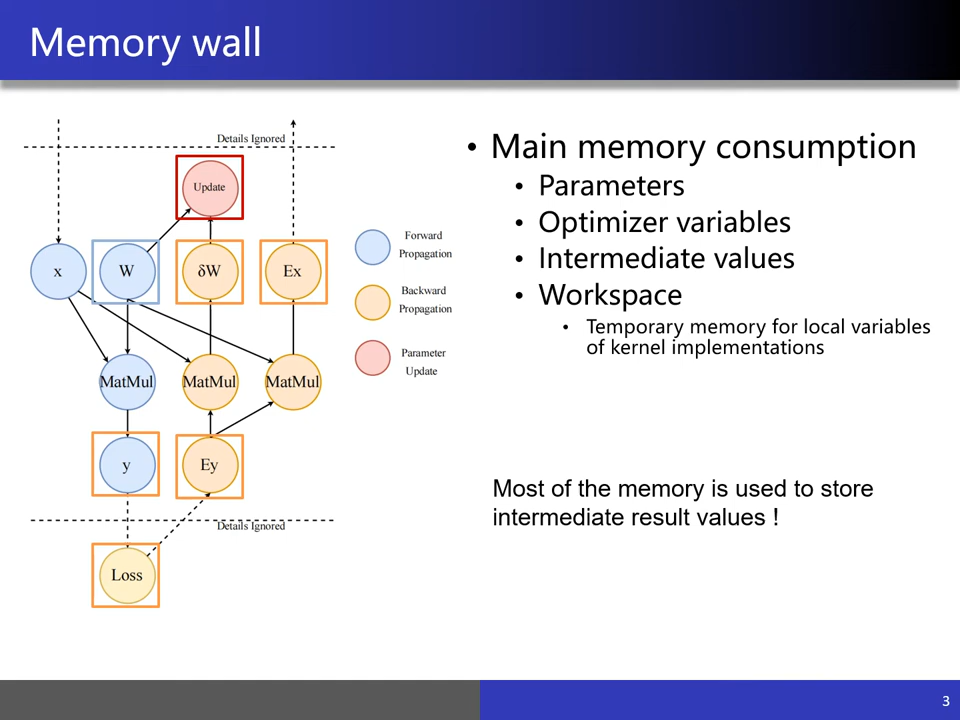 Memory wall
Details Ignored
Update
x
W
δW
Ex
MatMul
MatMul
MatMul
y
Ey
Details Ignored
Loss
Forward
Propagation
Backward
Propagation
Parameter
Update
• Main memory consumption
• Parameters
• Optimizer variables
• Intermediate values
• Workspace
• Temporary memory for local variables
of kernel implementations
Most of the memory is used to store
intermediate result values !
3